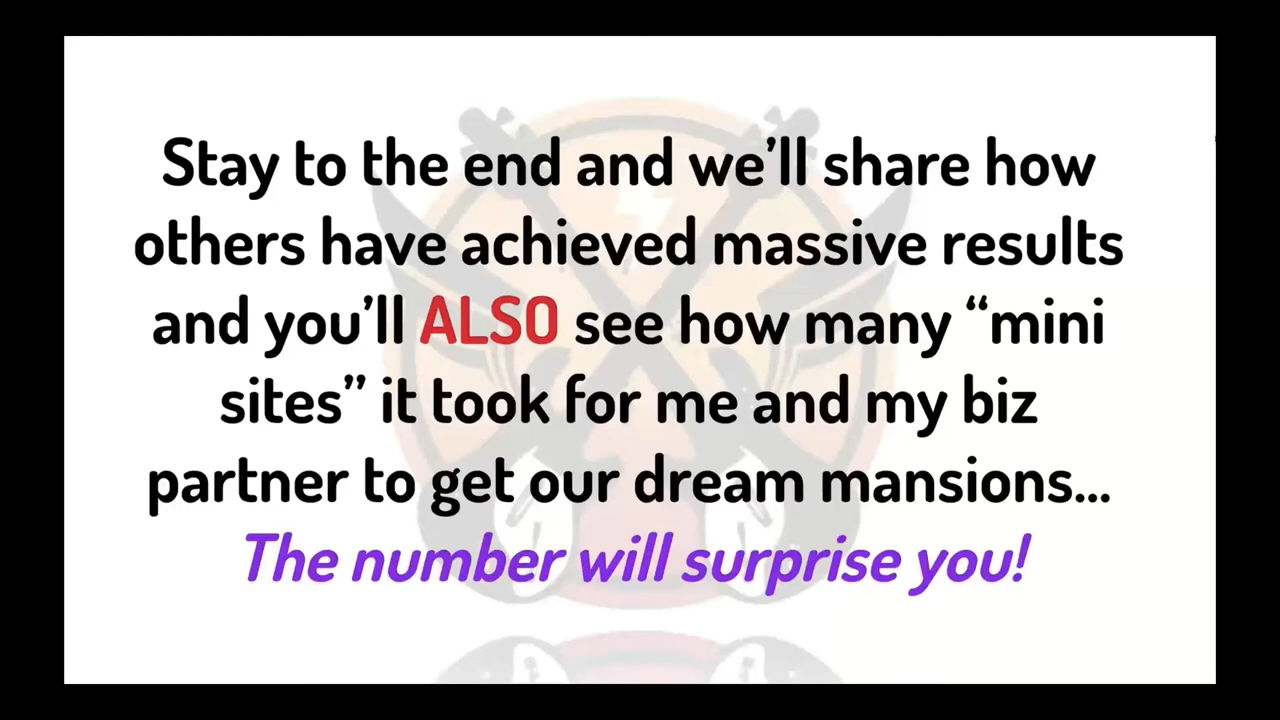 Stay to the end and we’ll share how
others have achieved massive results
and you’ll ALSO see how many “mini
sites” it took for me and my biz
partner to get our dream mansions...
The number will surprise you!